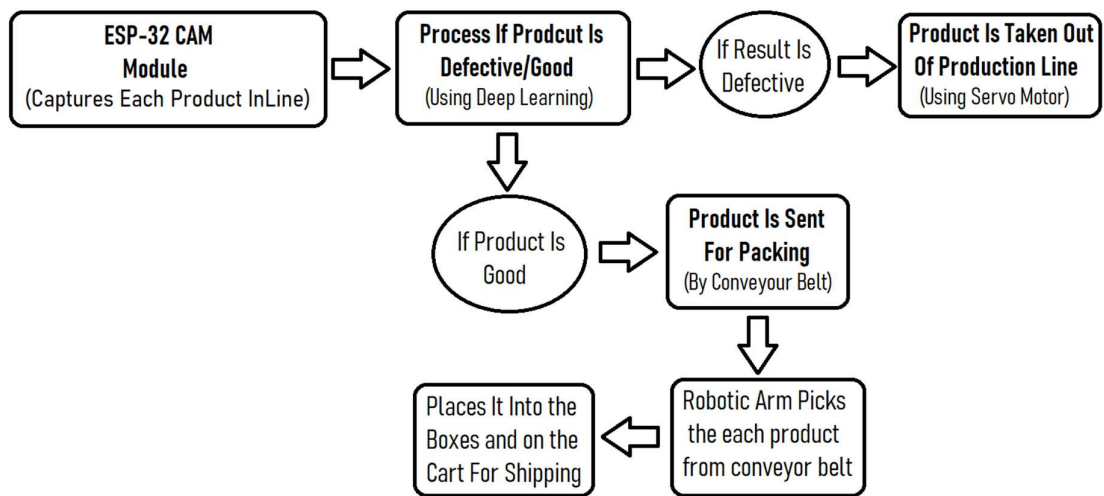 ESP-32 CAM
Module
(Captures Each Product InLine)
Process If Prodcut Is
Defective/Good
(Using Deep Learning)
If Result Is
Defective
Product Is Taken Out
Of Production Line
(Using Servo Motor)
If Product Is
Good
Product Is Sent
For Packing
(By Conveyour Belt)
Robotic Arm Picks
the each product
from conveyor belt
Places It Into the
Boxes and on the
Cart For Shipping